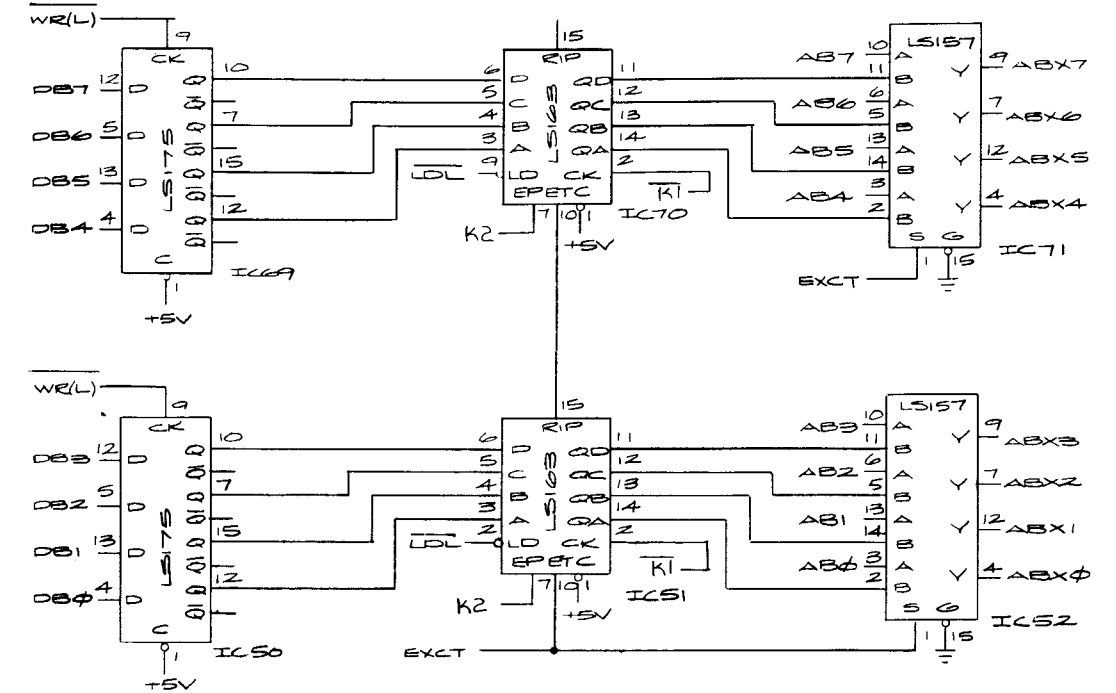 WR(L)
9
CK
DB7 12 D
DB6 5 D
DB5 13 D
DB4 4 D
LS175
Q 10
Q
Q 7
Q
Q 15
Q
Q 12
Q
C
1
+5V
IC69
15
RIP
6 D
5 C
4 B
3 A
LDL 9 LD
LS163
QD 11
QC 12
QB 13
QA 14
CK 2
K1
EP ET C
7 10 1
K2
+5V
IC70
LS157
AB7 10 A
11 B
AB6 6 A
5 B
AB5 13 A
14 B
AB4 3 A
2 B
Y 9 ABX7
Y 7 ABX6
Y 12 ABX5
Y 4 ABX4
S G
1 15
EXCT
IC71
WR(L)
9
CK
DB3 12 D
DB2 5 D
DB1 13 D
DBØ 4 D
LS175
Q 10
Q
Q 7
Q
Q 15
Q
Q 12
Q
C
1
+5V
IC50
15
RIP
6 D
5 C
4 B
3 A
LDL 2 LD
LS163
QD 11
QC 12
QB 13
QA 14
CK 2
K1
EP ET C
7 10 1
K2
+5V
IC51
EXCT
LS157
AB3 10 A
11 B
AB2 6 A
5 B
AB1 13 A
14 B
ABØ 3 A
2 B
Y 9 ABX3
Y 7 ABX2
Y 12 ABX1
Y 4 ABXØ
S G
1 15
IC52